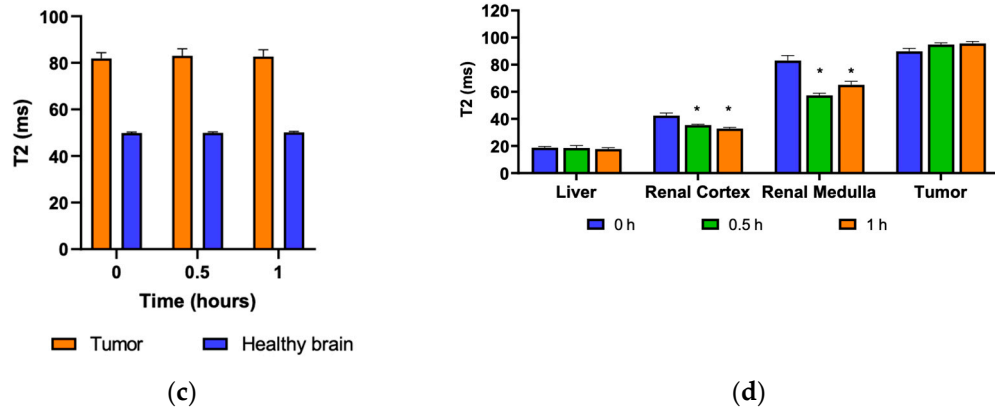 100
80
60
40
20
0
T2 (ms)
0 0.5 1
Time (hours)
Tumor Healthy brain
(c)
120
100
80
60
40
20
0
T2 (ms)
* *
* *
Liver Renal Cortex Renal Medulla Tumor
0 h 0.5 h 1 h
(d)